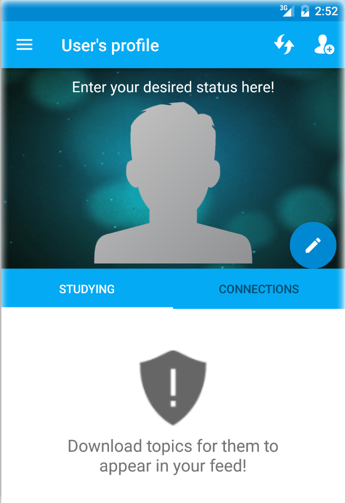 3G 2:52
User's profile
Enter your desired status here!
STUDYING CONNECTIONS
Download topics for them to
appear in your feed!